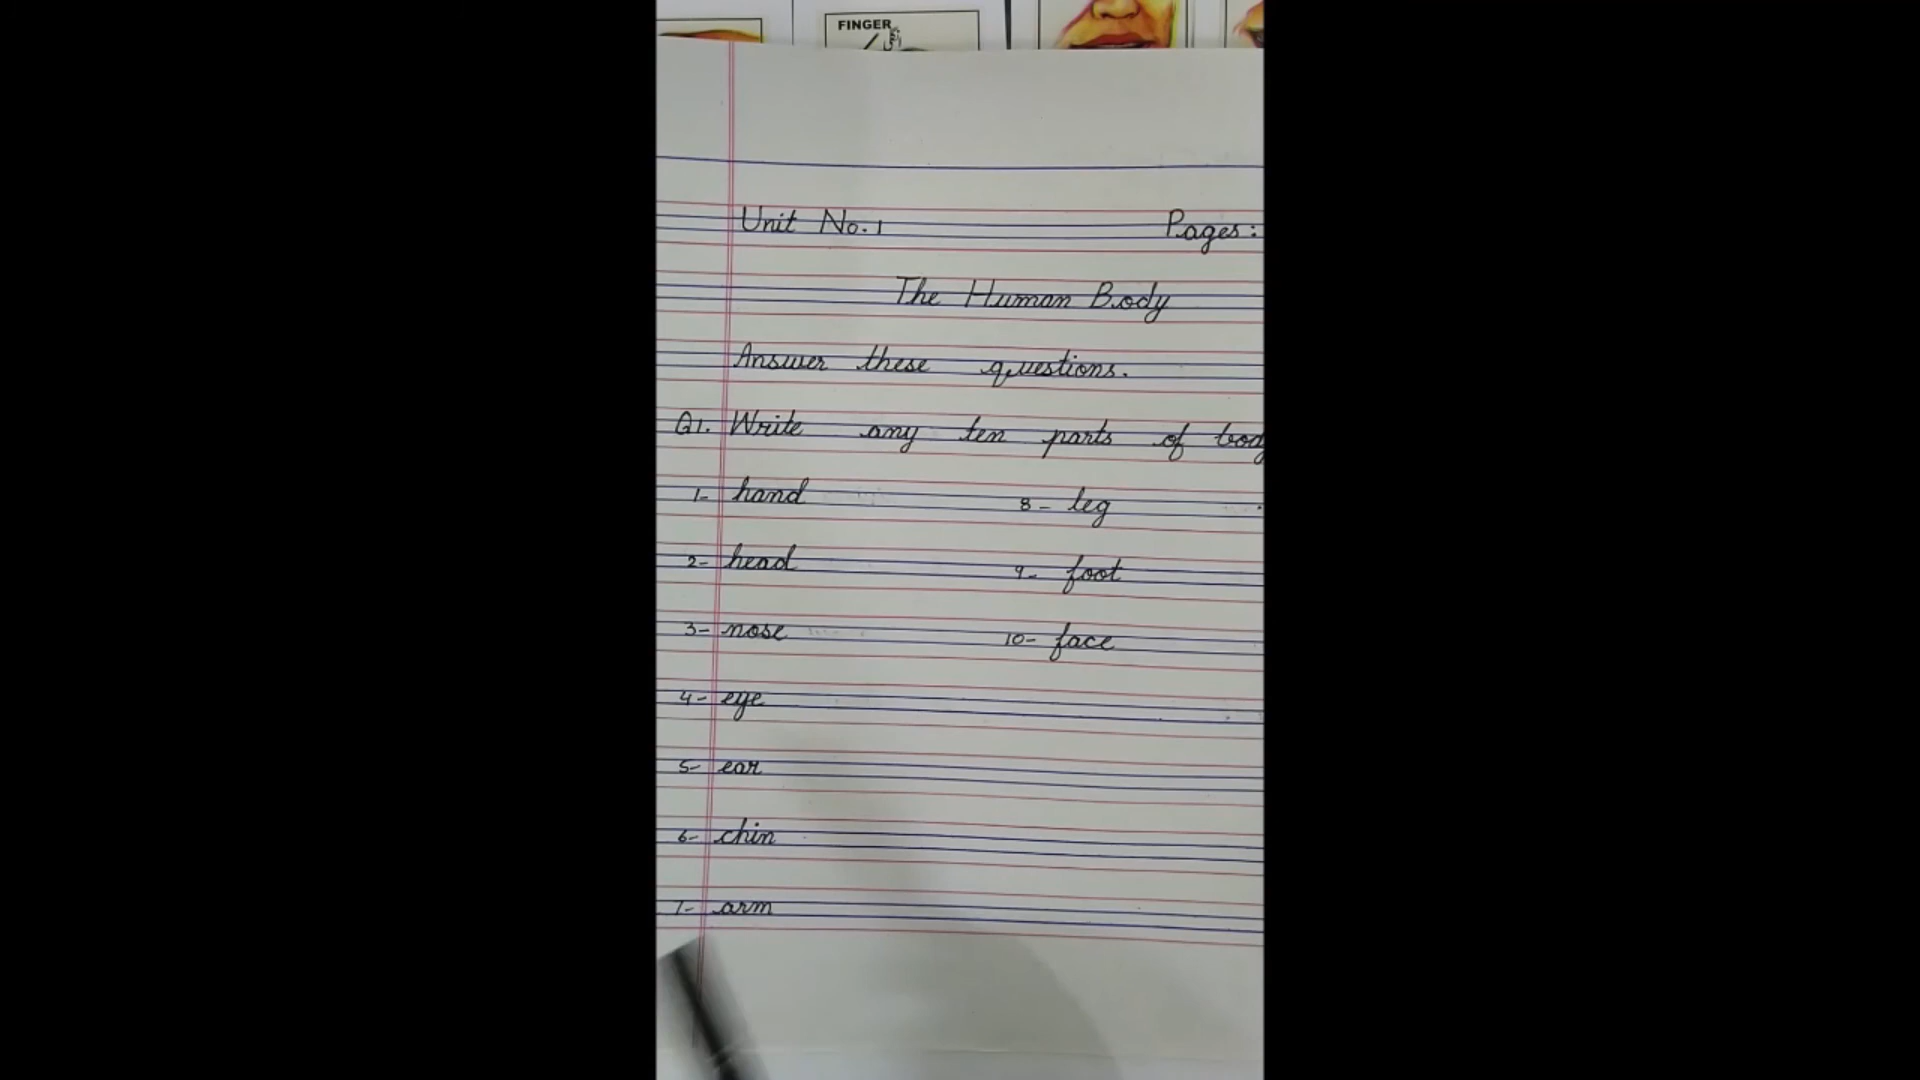 FINGER
Unit No. 1 Pages:
The Human Body
Answer these questions.
Q1. Write any ten parts of
1- hand 8- leg
2- head 9- foot
3- nose 10- face
4- eye
5- ear
6- chin
7- arm